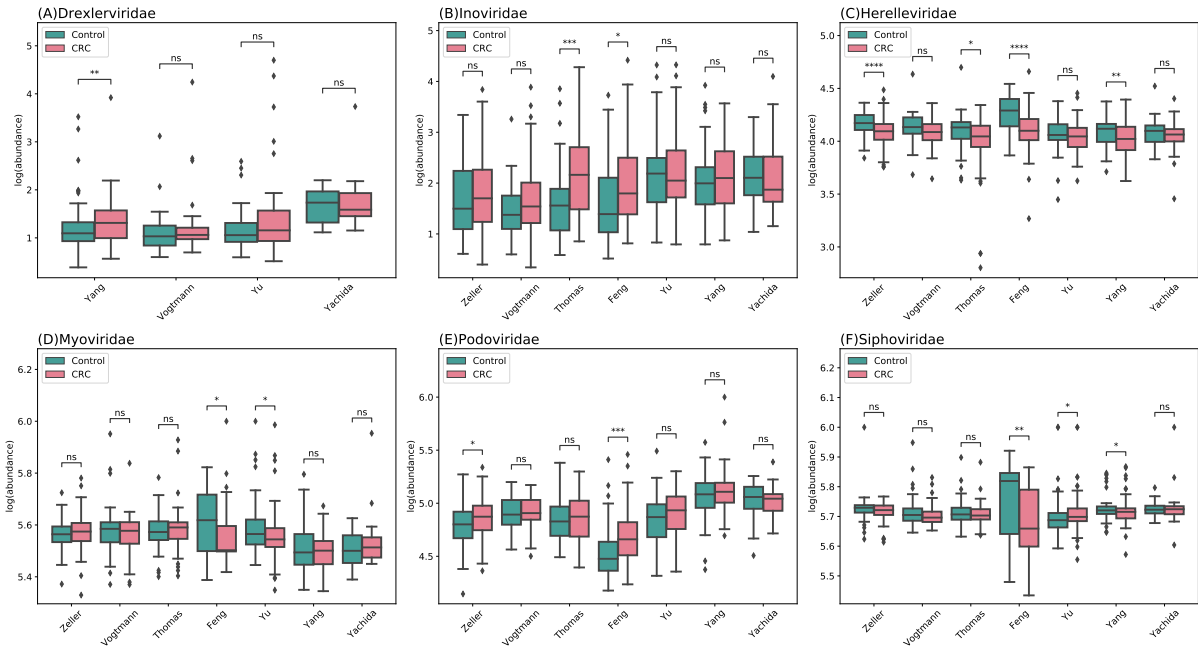 (A)Drexlerviridae
log(abundance)
Control
CRC
**
ns
ns
ns
5
4
3
2
1
Yang
Vogtmann
Yu
Yachida
(B)Inoviridae
log(abundance)
Control
CRC
ns
ns
***
*
ns
ns
ns
5
4
3
2
1
Zeller
Vogtmann
Thomas
Feng
Yu
Yang
Yachida
(C)Herelleviridae
log(abundance)
Control
CRC
****
ns
*
****
ns
**
ns
5.0
4.5
4.0
3.5
3.0
Zeller
Vogtmann
Thomas
Feng
Yu
Yang
Yachida
(D)Myoviridae
log(abundance)
Control
CRC
ns
ns
ns
*
*
ns
ns
6.2
6.0
5.8
5.6
5.4
Zeller
Vogtmann
Thomas
Feng
Yu
Yang
Yachida
(E)Podoviridae
log(abundance)
Control
CRC
*
ns
ns
***
ns
ns
ns
6.0
5.5
5.0
4.5
Zeller
Vogtmann
Thomas
Feng
Yu
Yang
Yachida
(F)Siphoviridae
log(abundance)
Control
CRC
ns
ns
ns
**
*
*
ns
6.2
6.1
6.0
5.9
5.8
5.7
5.6
5.5
Zeller
Vogtmann
Thomas
Feng
Yu
Yang
Yachida